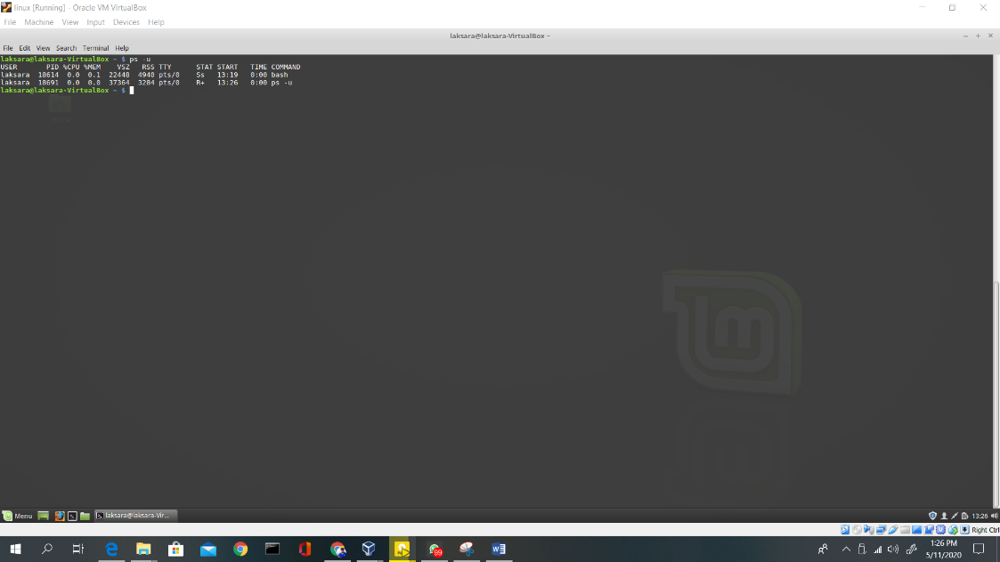 linux [Running] - Oracle VM VirtualBox
File Machine View Input Devices Help
laksara@laksara-VirtualBox ~
File Edit View Search Terminal Help
laksara@laksara-VirtualBox ~ $ ps -u
USER PID %CPU %MEM VSZ RSS TTY STAT START TIME COMMAND
laksara 18614 0.0 0.1 22448 4940 pts/0 Ss 13:19 0:00 bash
laksara 18691 0.0 0.0 37364 3284 pts/0 R+ 13:26 0:00 ps -u
laksara@laksara-VirtualBox ~ $
Menu laksara@laksara-Vir... 13:26
Right Ctrl
99 1:26 PM
5/11/2020